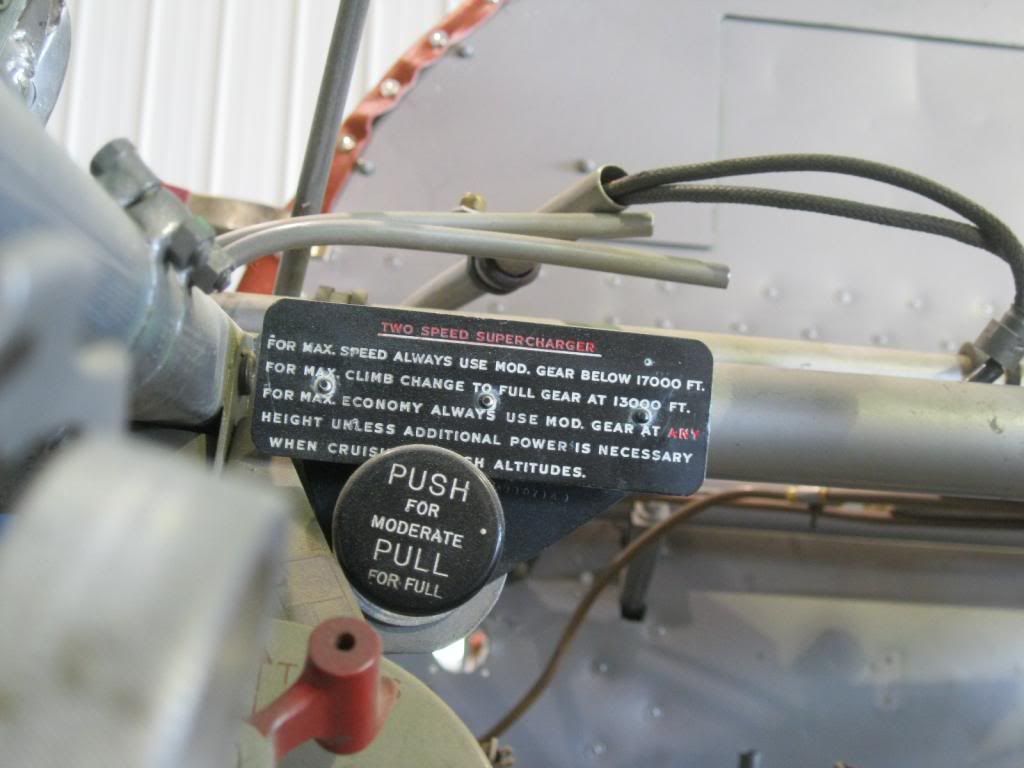 TWO SPEED SUPERCHARGER
FOR MAX. SPEED ALWAYS USE MOD. GEAR BELOW 17000 FT.
FOR MAX. CLIMB CHANGE TO FULL GEAR AT 13000 FT.
FOR MAX. ECONOMY ALWAYS USE MOD. GEAR AT ANY
HEIGHT UNLESS ADDITIONAL POWER IS NECESSARY
WHEN ALTITUDES.
PUSH
FOR
MODERATE
PULL
FOR FULL